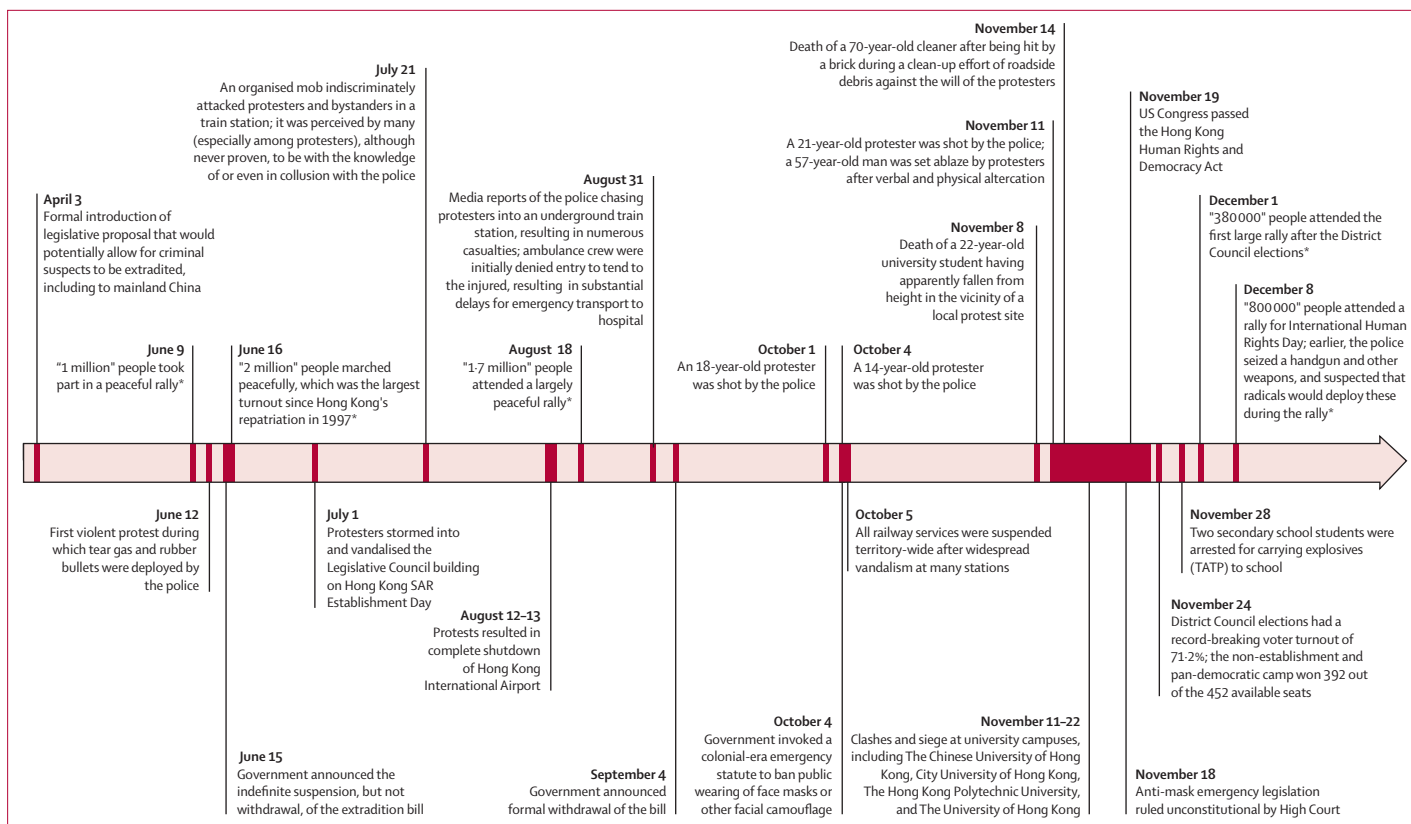 April 3
Formal introduction of
legislative proposal that would
potentially allow for criminal
suspects to be extradited,
including to mainland China
June 9
“1 million" people took
part in a peaceful rally*
June 16
"2 million" people marched
peacefully, which was the largest
turnout since Hong Kong's
repatriation in 1997*
July 21
An organised mob indiscriminately
attacked protesters and bystanders in a
train station; it was perceived by many
(especially among protesters), although
never proven, to be with the knowledge
of or even in collusion with the police
August 18
"1·7 million" people
attended a largely
peaceful rally*
August 31
Media reports of the police chasing
protesters into an underground train
station, resulting in numerous
casualties; ambulance crew were
initially denied entry to tend to
the injured, resulting in substantial
delays for emergency transport to
hospital
October 1
An 18-year-old protester
was shot by the police
October 4
A 14-year-old protester
was shot by the police
November 8
Death of a 22-year-old
university student having
apparently fallen from
height in the vicinity of a
local protest site
November 11
A 21-year-old protester was shot by the police;
a 57-year-old man was set ablaze by protesters
after verbal and physical altercation
November 14
Death of a 70-year-old cleaner after being hit by
a brick during a clean-up effort of roadside
debris against the will of the protesters
November 19
US Congress passed
the Hong Kong
Human Rights and
Democracy Act
December 1
"380 000" people attended the
first large rally after the District
Council elections*
December 8
"800 000" people attended a
rally for International Human
Rights Day; earlier, the police
seized a handgun and other
weapons, and suspected that
radicals would deploy these
during the rally*
June 12
First violent protest during
which tear gas and rubber
bullets were deployed by
the police
June 15
Government announced the
indefinite suspension, but not
withdrawal, of the extradition bill
July 1
Protesters stormed into
and vandalised the
Legislative Council building
on Hong Kong SAR
Establishment Day
August 12–13
Protests resulted in
complete shutdown
of Hong Kong
International Airport
September 4
Government announced
formal withdrawal of the bill
October 4
Government invoked a
colonial-era emergency
statute to ban public
wearing of face masks or
other facial camouflage
October 5
All railway services were suspended
territory-wide after widespread
vandalism at many stations
November 11–22
Clashes and siege at university campuses,
including The Chinese University of Hong
Kong, City University of Hong Kong,
The Hong Kong Polytechnic University,
and The University of Hong Kong
November 18
Anti-mask emergency legislation
ruled unconstitutional by High Court
November 24
District Council elections had a
record-breaking voter turnout of
71·2%; the non-establishment and
pan-democratic camp won 392 out
of the 452 available seats
November 28
Two secondary school students were
arrested for carrying explosives
(TATP) to school